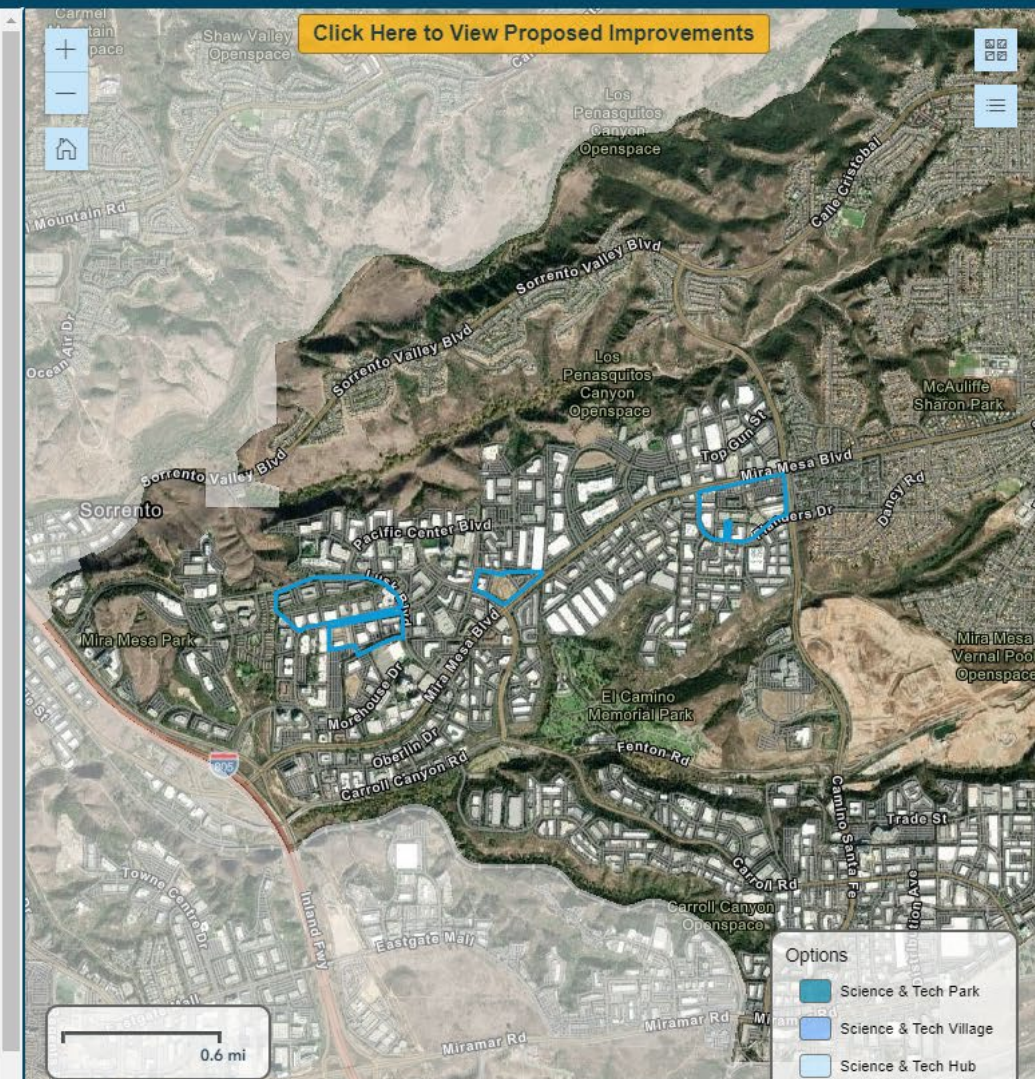 Carmel
Mountain
Shaw Valley
Openspace
Click Here to View Proposed Improvements
Los
Penasquitos
Canyon
Openspace
Calle Cristobal
l Mountain Rd
Sorrento Valley Blvd
Ocean Air Dr
Sorrento Valley Blvd
Los
Penasquitos
Canyon
Openspace
McAuliffe
Sharon Park
Top Gun St
Mira Mesa Blvd
Sorrento Valley Blvd
Dancy Rd
Sorrento
Flanders Dr
Pacific Center Blvd
Lusk Blvd
Mira Mesa Park
Mira Mesa Blvd
Mira Mesa
Vernal Pool
Openspace
Morehouse Dr
El Camino
Memorial Park
Oberlin Dr
Fenton Rd
805
Carroll Canyon Rd
Camino Santa Fe
Trade St
Towne Centre Dr
Carroll Rd
Inland Fwy
Carroll Canyon
Openspace
Eastgate Mall
Options
Science & Tech Park
Science & Tech Village
Science & Tech Hub
Miramar Rd
Miramar Rd
0.6 mi